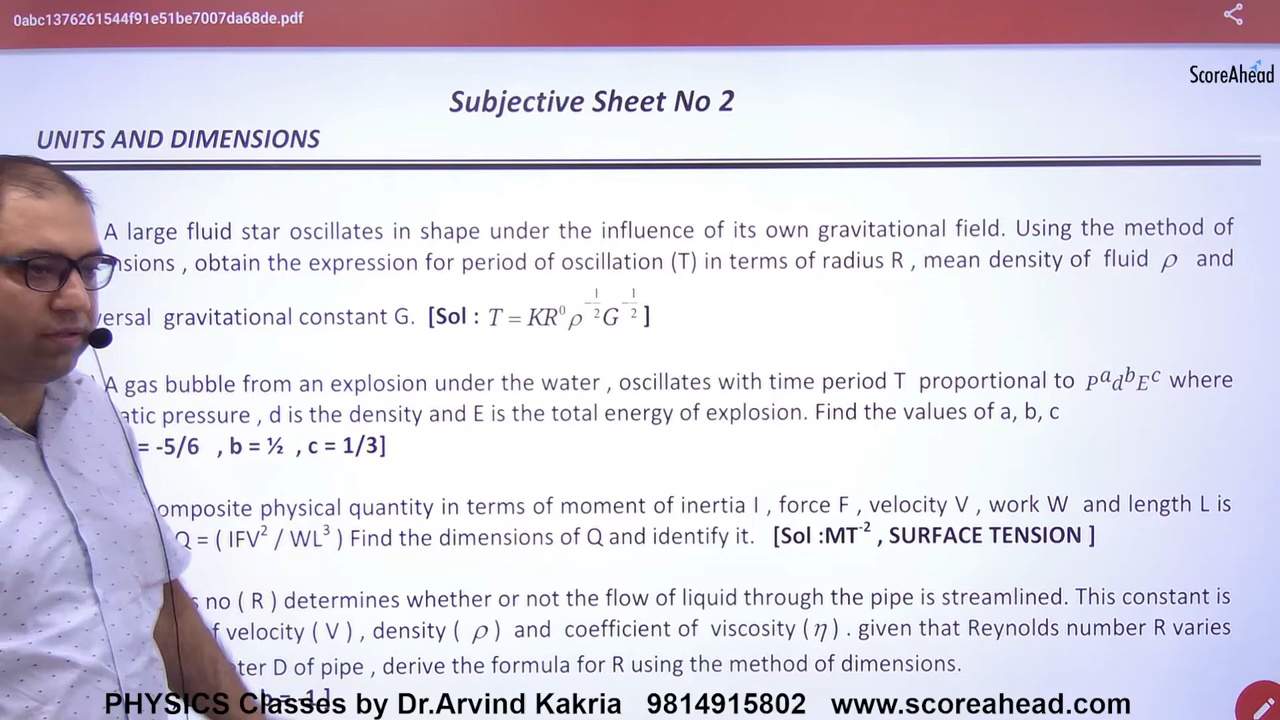 0abc1376261544f91e51be7007da68de.pdf
ScoreAhead
Subjective Sheet No 2
UNITS AND DIMENSIONS
A large fluid star oscillates in shape under the influence of its own gravitational field. Using the method of
nsions , obtain the expression for period of oscillation (T) in terms of radius R , mean density of fluid ρ and
versal gravitational constant G. [Sol : T = KR⁰ρ^{-1/2}G^{-1/2} ]
A gas bubble from an explosion under the water , oscillates with time period T proportional to PᵃdᵇEᶜ where
atic pressure , d is the density and E is the total energy of explosion. Find the values of a, b, c
= -5/6 , b = ½ , c = 1/3]
omposite physical quantity in terms of moment of inertia I , force F , velocity V , work W and length L is
Q = ( IFV² / WL³ ) Find the dimensions of Q and identify it. [Sol :MT⁻² , SURFACE TENSION ]
s no ( R ) determines whether or not the flow of liquid through the pipe is streamlined. This constant is
f velocity ( V ) , density ( ρ ) and coefficient of viscosity ( η ) . given that Reynolds number R varies
ter D of pipe , derive the formula for R using the method of dimensions.
PHYSICS Classes by Dr.Arvind Kakria 9814915802 www.scoreahead.com